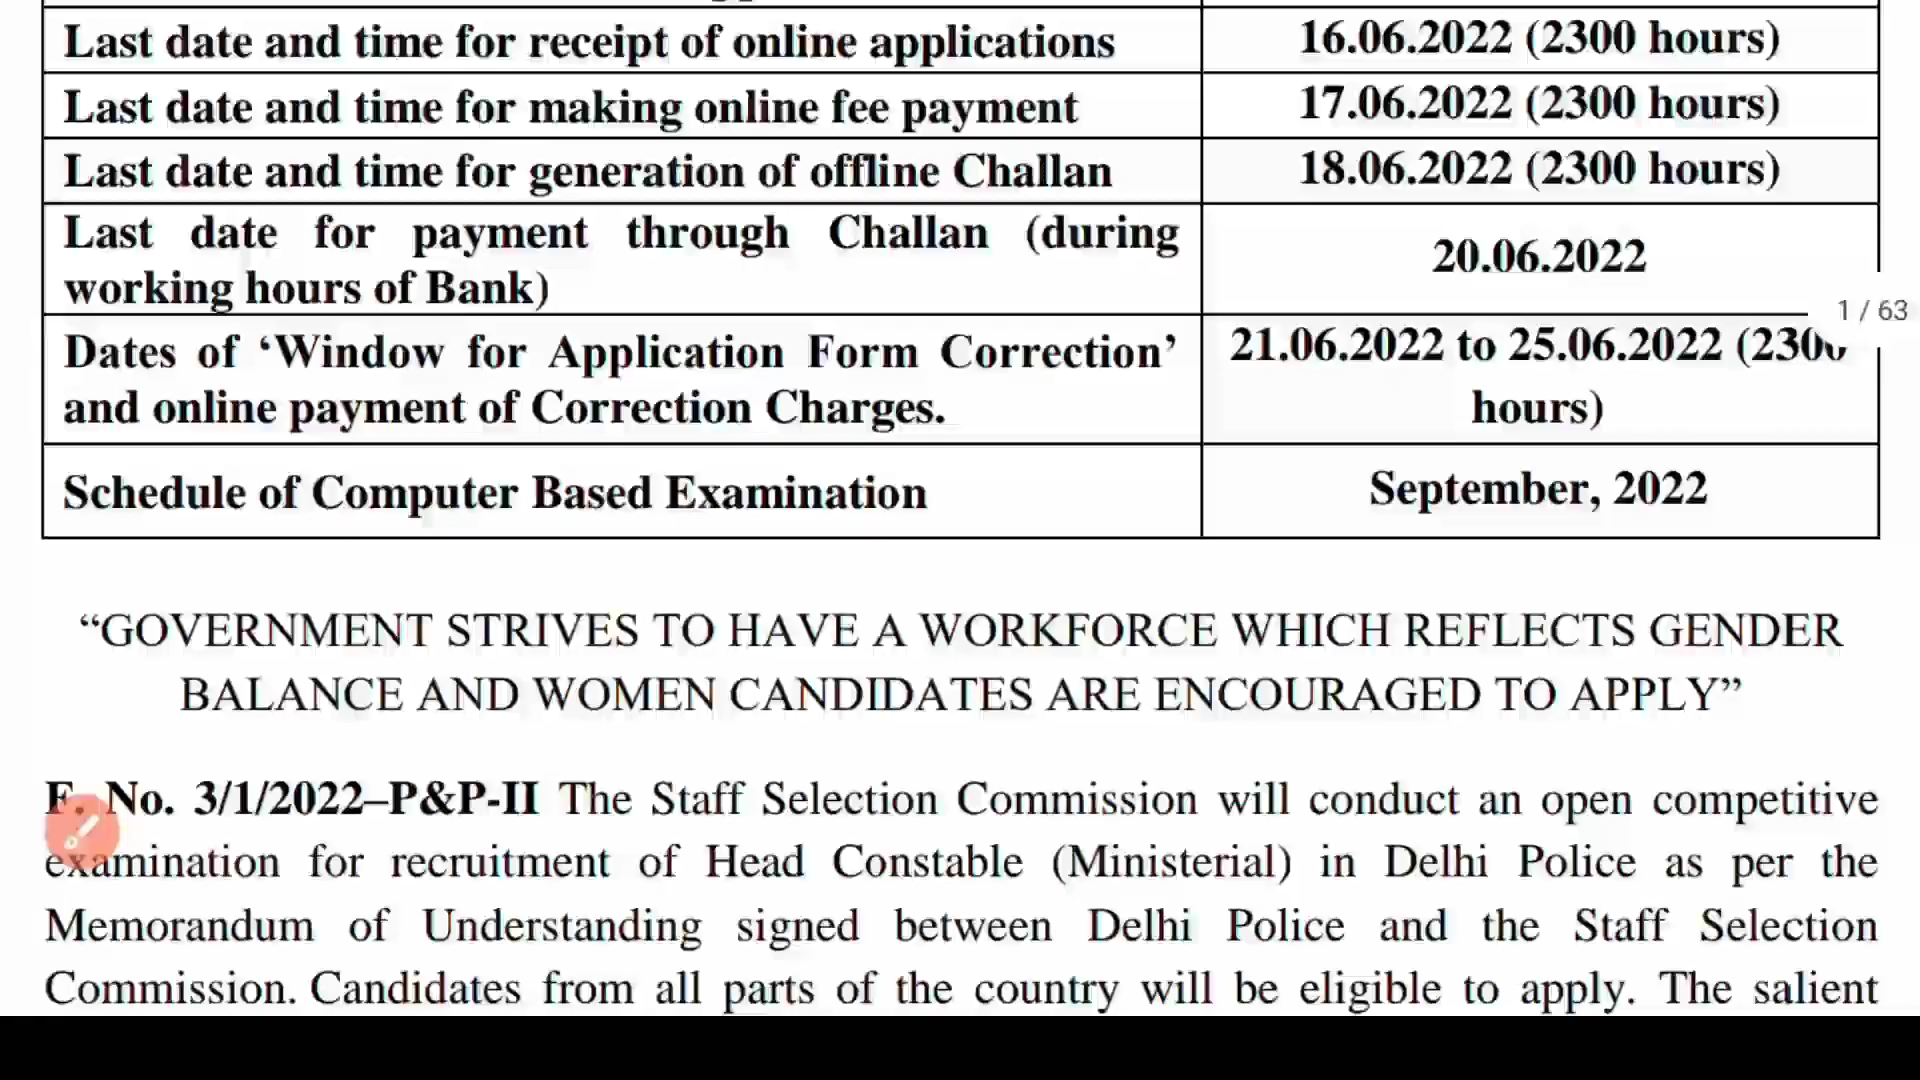 Last date and time for receipt of online applications 16.06.2022 (2300 hours)
Last date and time for making online fee payment 17.06.2022 (2300 hours)
Last date and time for generation of offline Challan 18.06.2022 (2300 hours)
Last date for payment through Challan (during
working hours of Bank)
20.06.2022
1 / 63
Dates of ‘Window for Application Form Correction’
and online payment of Correction Charges.
21.06.2022 to 25.06.2022 (2300
hours)
Schedule of Computer Based Examination September, 2022
“GOVERNMENT STRIVES TO HAVE A WORKFORCE WHICH REFLECTS GENDER
BALANCE AND WOMEN CANDIDATES ARE ENCOURAGED TO APPLY”
F. No. 3/1/2022–P&P-II The Staff Selection Commission will conduct an open competitive
examination for recruitment of Head Constable (Ministerial) in Delhi Police as per the
Memorandum of Understanding signed between Delhi Police and the Staff Selection
Commission. Candidates from all parts of the country will be eligible to apply. The salient